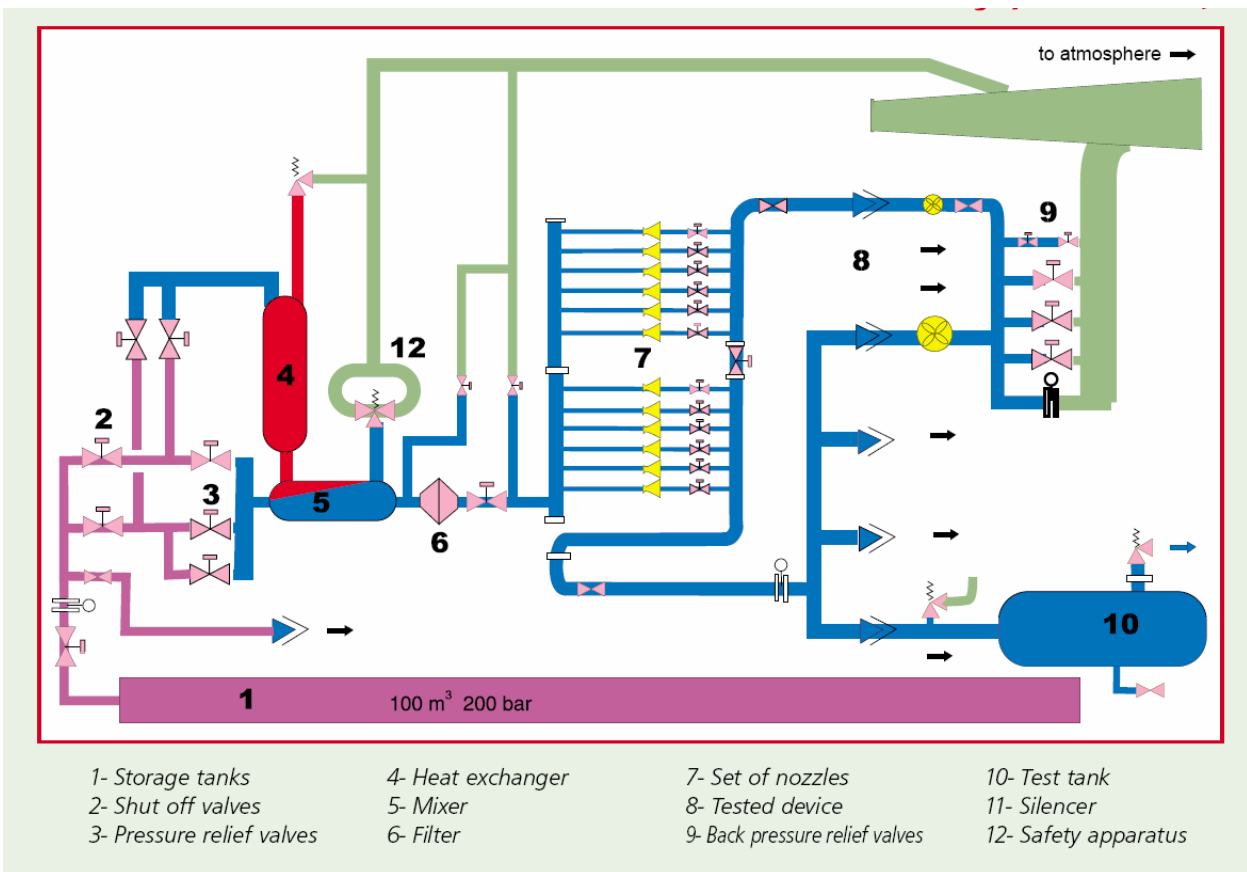 to atmosphere
9
8
12
7
4
2
3
5
6
10
1
100 m³ 200 bar
1- Storage tanks
2- Shut off valves
3- Pressure relief valves
4- Heat exchanger
5- Mixer
6- Filter
7- Set of nozzles
8- Tested device
9- Back pressure relief valves
10- Test tank
11- Silencer
12- Safety apparatus